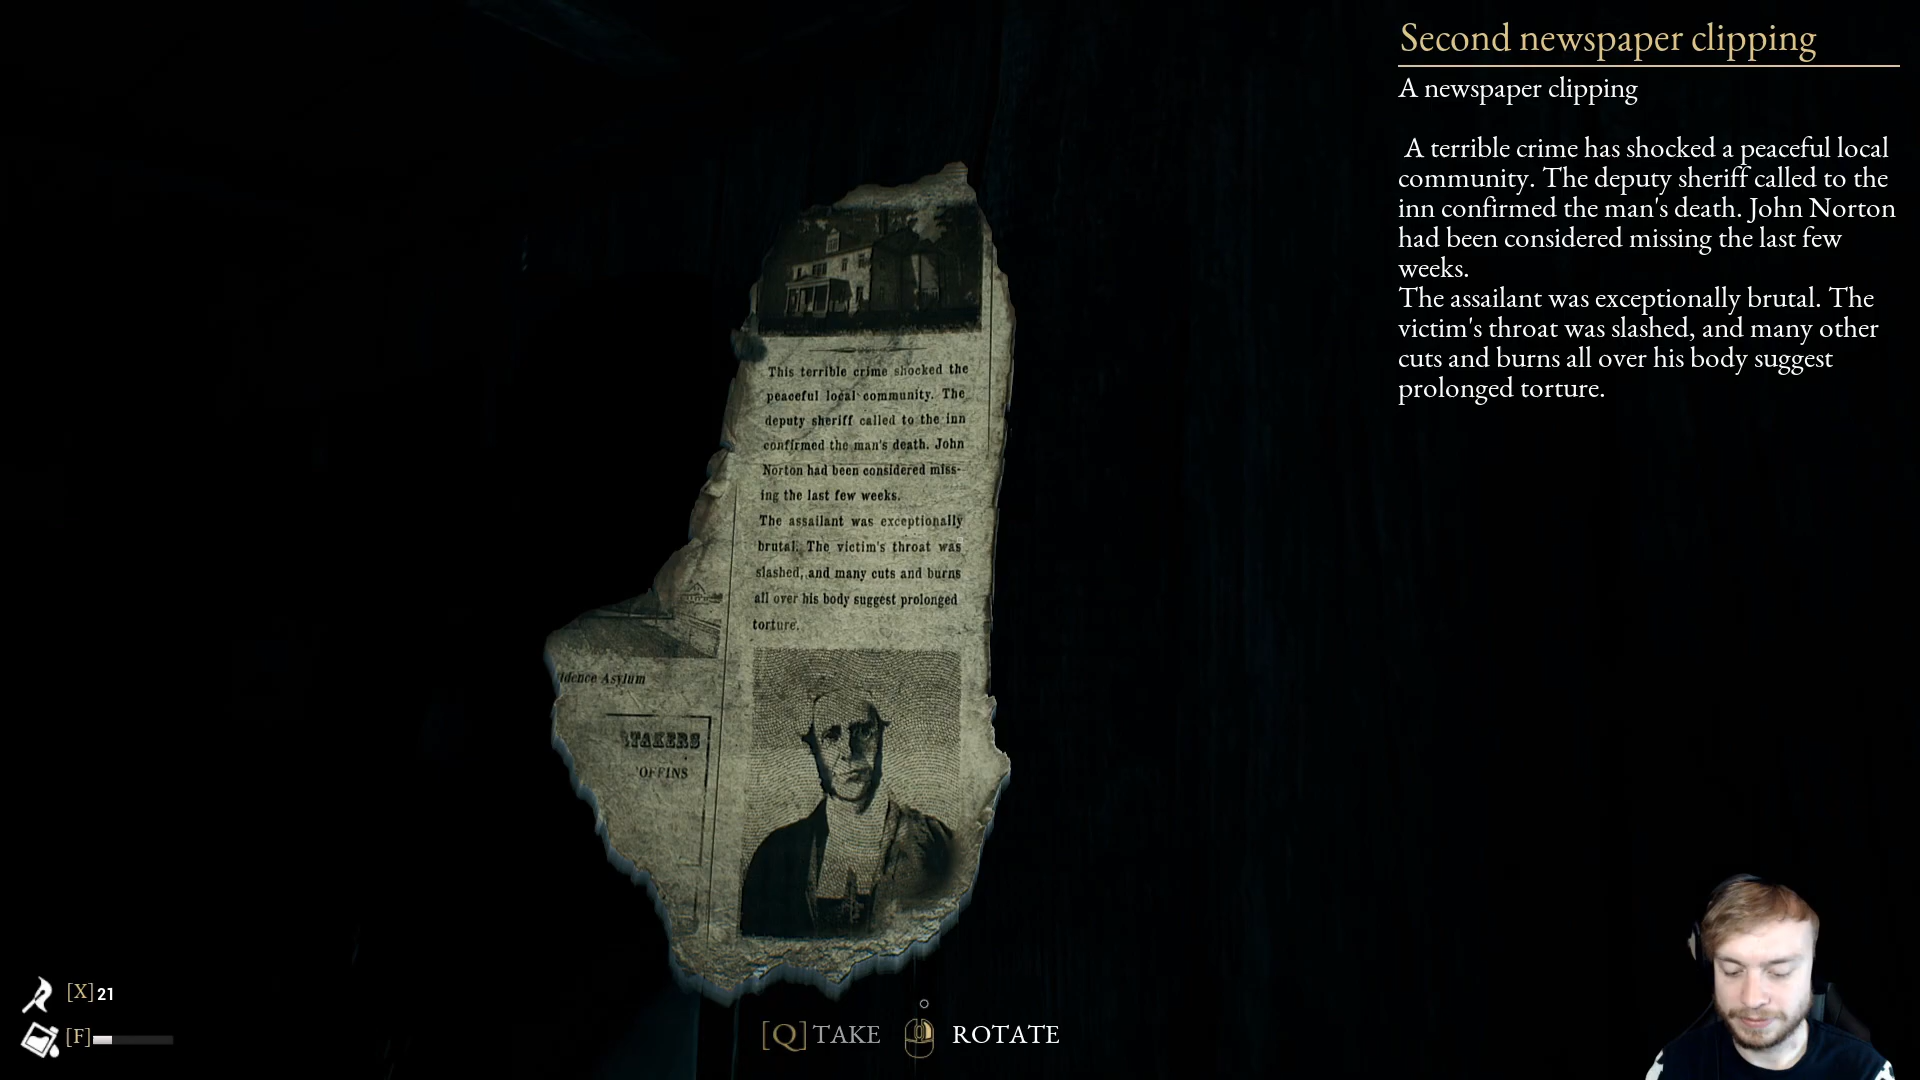 Second newspaper clipping
A newspaper clipping
A terrible crime has shocked a peaceful local
community. The deputy sheriff called to the
inn confirmed the man's death. John Norton
had been considered missing the last few
weeks.
The assailant was exceptionally brutal. The
victim's throat was slashed, and many other
cuts and burns all over his body suggest
prolonged torture.
This terrible crime shocked the
peaceful local community. The
deputy sheriff called to the inn
confirmed the man's death. John
Norton had been considered miss-
ing the last few weeks.
The assailant was exceptionally
brutal. The victim's throat was
slashed, and many cuts and burns
all over his body suggest prolonged
torture.
idence Asylum
TAKERS
OFFINS
[X] 21
[F]
[Q] TAKE ROTATE